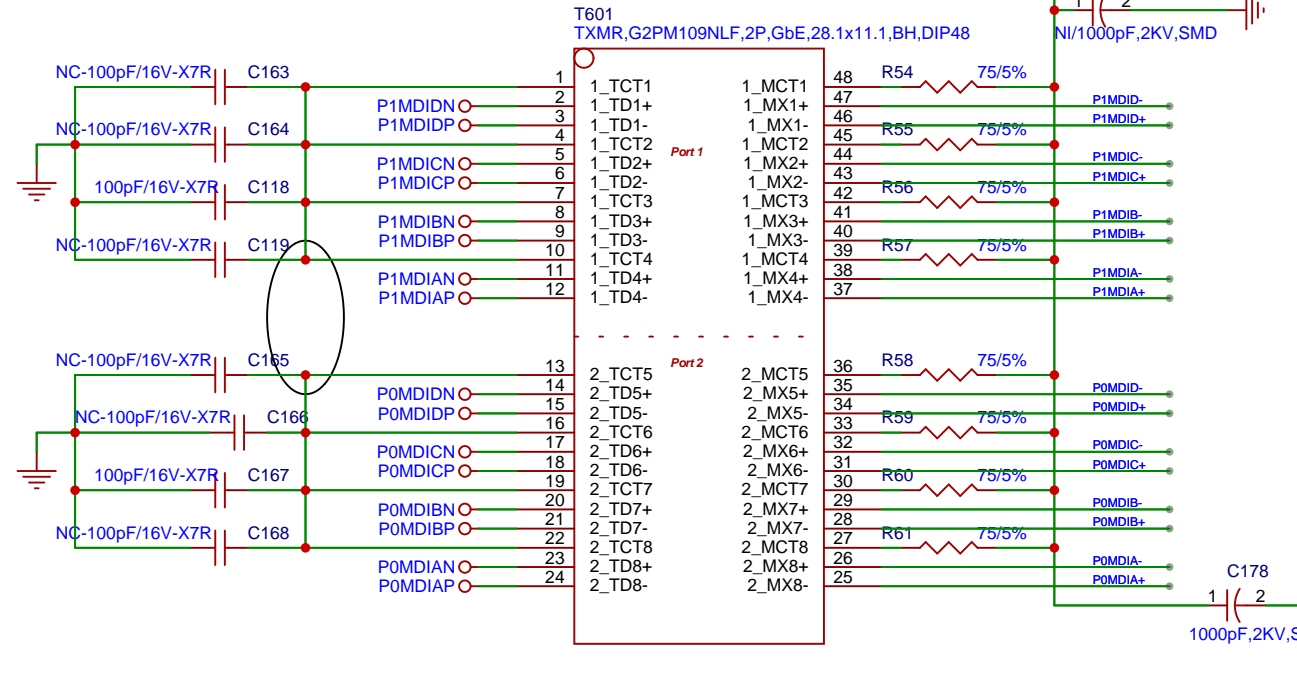 T601
TXMR,G2PM109NLF,2P,GbE,28.1x11.1,BH,DIP48
1 2
NI/1000pF,2KV,SMD
NC-100pF/16V-X7R C163
NC-100pF/16V-X7R C164
100pF/16V-X7R C118
NC-100pF/16V-X7R C119
NC-100pF/16V-X7R C165
NC-100pF/16V-X7R C166
100pF/16V-X7R C167
NC-100pF/16V-X7R C168
P1MDIDN
P1MDIDP
P1MDICN
P1MDICP
P1MDIBN
P1MDIBP
P1MDIAN
P1MDIAP
P0MDIDN
P0MDIDP
P0MDICN
P0MDICP
P0MDIBN
P0MDIBP
P0MDIAN
P0MDIAP
1 1_TCT1 1_MCT1 48
2 1_TD1+ 1_MX1+ 47
3 1_TD1- 1_MX1- 46
4 1_TCT2 1_MCT2 45
Port 1
5 1_TD2+ 1_MX2+ 44
6 1_TD2- 1_MX2- 43
7 1_TCT3 1_MCT3 42
8 1_TD3+ 1_MX3+ 41
9 1_TD3- 1_MX3- 40
10 1_TCT4 1_MCT4 39
11 1_TD4+ 1_MX4+ 38
12 1_TD4- 1_MX4- 37
Port 2
13 2_TCT5 2_MCT5 36
14 2_TD5+ 2_MX5+ 35
15 2_TD5- 2_MX5- 34
16 2_TCT6 2_MCT6 33
17 2_TD6+ 2_MX6+ 32
18 2_TD6- 2_MX6- 31
19 2_TCT7 2_MCT7 30
20 2_TD7+ 2_MX7+ 29
21 2_TD7- 2_MX7- 28
22 2_TCT8 2_MCT8 27
23 2_TD8+ 2_MX8+ 26
24 2_TD8- 2_MX8- 25
R54 75/5%
P1MDID-
P1MDID+
R55 75/5%
P1MDIC-
P1MDIC+
R56 75/5%
P1MDIB-
P1MDIB+
R57 75/5%
P1MDIA-
P1MDIA+
R58 75/5%
P0MDID-
P0MDID+
R59 75/5%
P0MDIC-
P0MDIC+
R60 75/5%
P0MDIB-
P0MDIB+
R61 75/5%
P0MDIA-
P0MDIA+
C178
1 2
1000pF,2KV,S